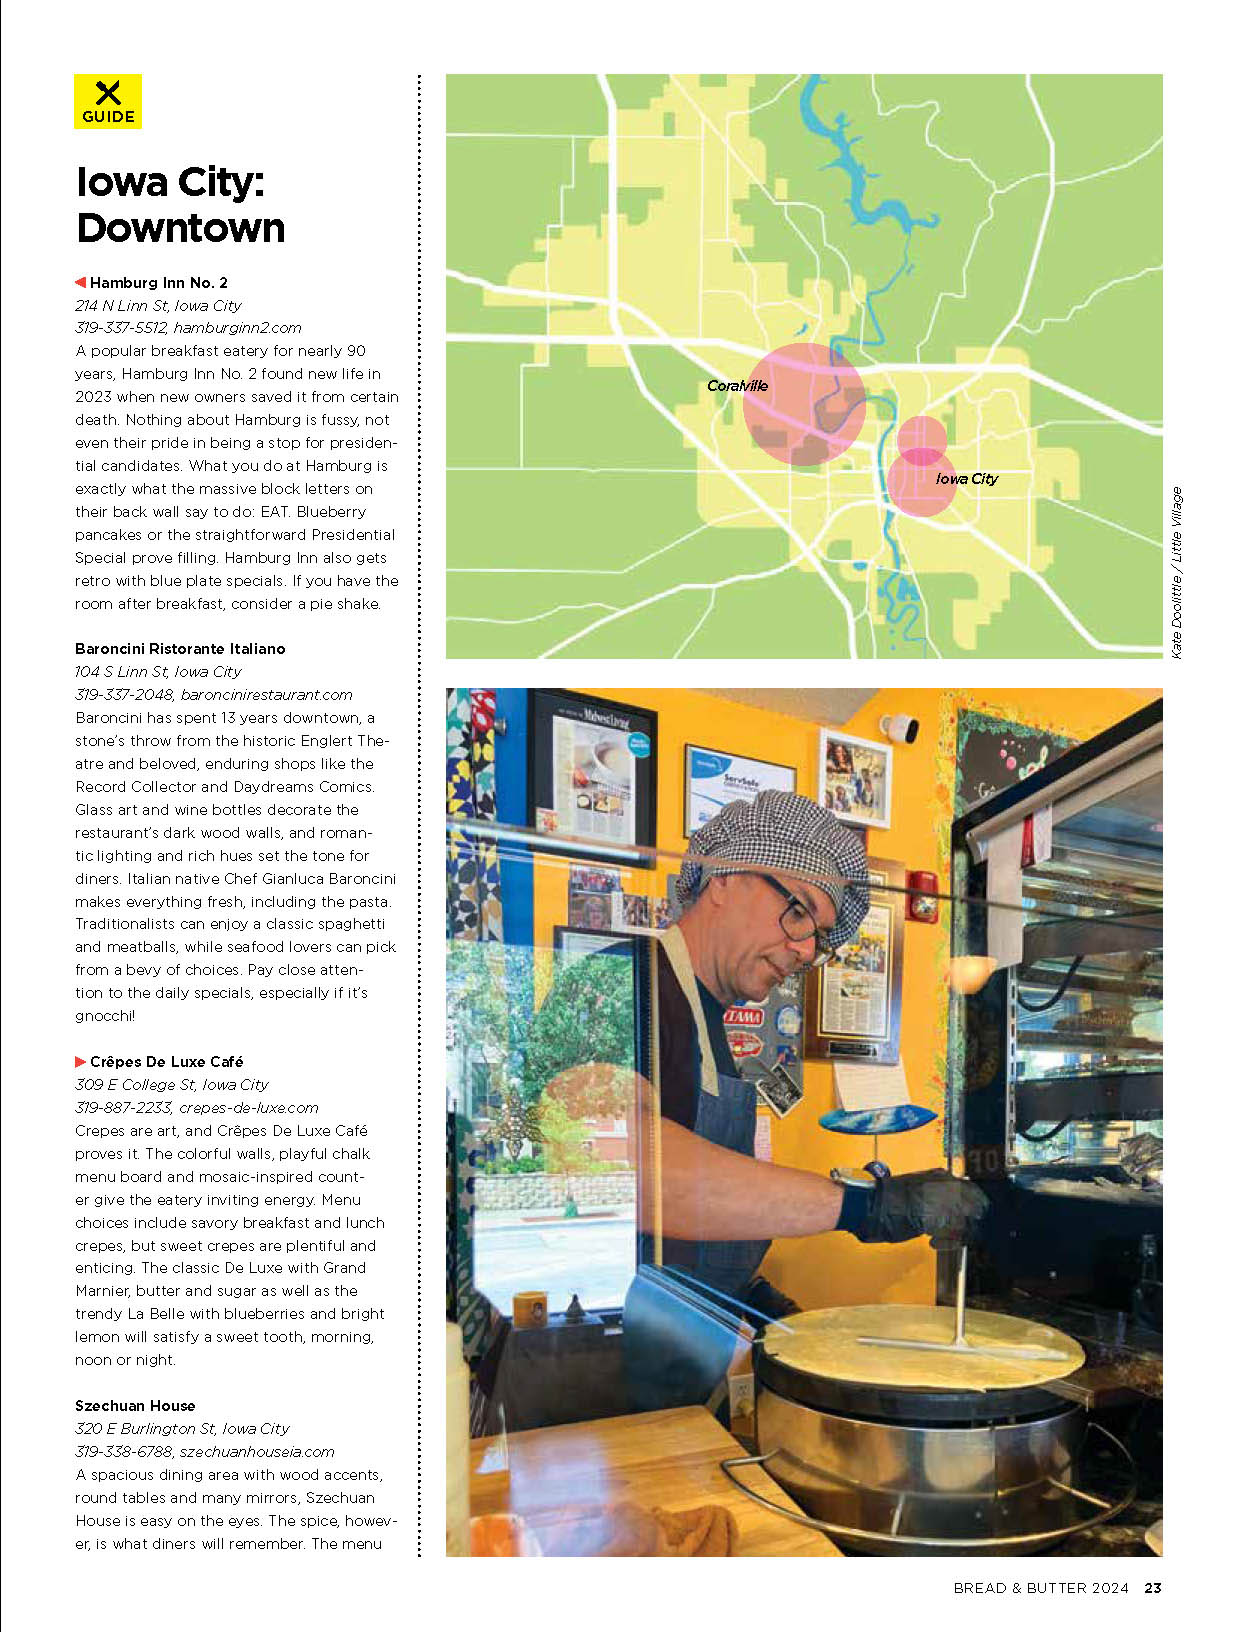 GUIDE
Iowa City:
Downtown
◀ Hamburg Inn No. 2
214 N Linn St, Iowa City
319-337-5512, hamburginn2.com
A popular breakfast eatery for nearly 90
years, Hamburg Inn No. 2 found new life in
2023 when new owners saved it from certain
death. Nothing about Hamburg is fussy, not
even their pride in being a stop for presiden-
tial candidates. What you do at Hamburg is
exactly what the massive block letters on
their back wall say to do: EAT. Blueberry
pancakes or the straightforward Presidential
Special prove filling. Hamburg Inn also gets
retro with blue plate specials. If you have the
room after breakfast, consider a pie shake.
Baroncini Ristorante Italiano
104 S Linn St, Iowa City
319-337-2048, baroncinirestaurant.com
Baroncini has spent 13 years downtown, a
stone's throw from the historic Englert The-
atre and beloved, enduring shops like the
Record Collector and Daydreams Comics.
Glass art and wine bottles decorate the
restaurant's dark wood walls, and roman-
tic lighting and rich hues set the tone for
diners. Italian native Chef Gianluca Baroncini
makes everything fresh, including the pasta.
Traditionalists can enjoy a classic spaghetti
and meatballs, while seafood lovers can pick
from a bevy of choices. Pay close atten-
tion to the daily specials, especially if it's
gnocchi!
▶ Crêpes De Luxe Café
309 E College St, Iowa City
319-887-2233, crepes-de-luxe.com
Crepes are art, and Crêpes De Luxe Café
proves it. The colorful walls, playful chalk
menu board and mosaic-inspired count-
er give the eatery inviting energy. Menu
choices include savory breakfast and lunch
crepes, but sweet crepes are plentiful and
enticing. The classic De Luxe with Grand
Marnier, butter and sugar as well as the
trendy La Belle with blueberries and bright
lemon will satisfy a sweet tooth, morning,
noon or night.
Szechuan House
320 E Burlington St, Iowa City
319-338-6788, szechuanhouseia.com
A spacious dining area with wood accents,
round tables and many mirrors, Szechuan
House is easy on the eyes. The spice, howev-
er, is what diners will remember. The menu
Coralville
Iowa City
Kate Doolittle / Little Village
Midwest Living
ServSafe
TAMA
BREAD & BUTTER 2024 23